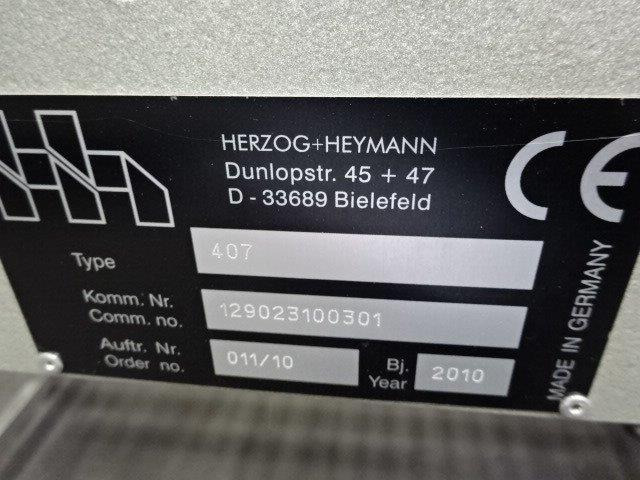 HERZOG+HEYMANN
Dunlopstr. 45 + 47
D - 33689 Bielefeld
CE
Type 407
Komm. Nr.
Comm. no. 129023100301
Auftr. Nr.
Order no. 011/10
Bj.
Year 2010
MADE IN GERMANY